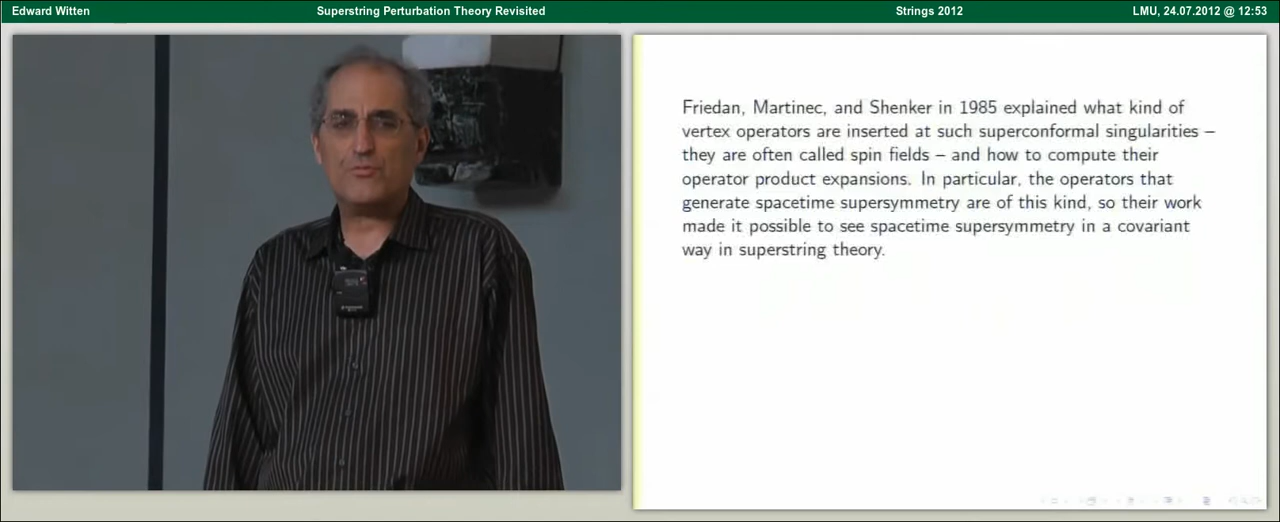 Edward Witten
Superstring Perturbation Theory Revisited
Strings 2012
LMU, 24.07.2012 @ 12:53
Friedan, Martinec, and Shenker in 1985 explained what kind of
vertex operators are inserted at such superconformal singularities –
they are often called spin fields – and how to compute their
operator product expansions. In particular, the operators that
generate spacetime supersymmetry are of this kind, so their work
made it possible to see spacetime supersymmetry in a covariant
way in superstring theory.